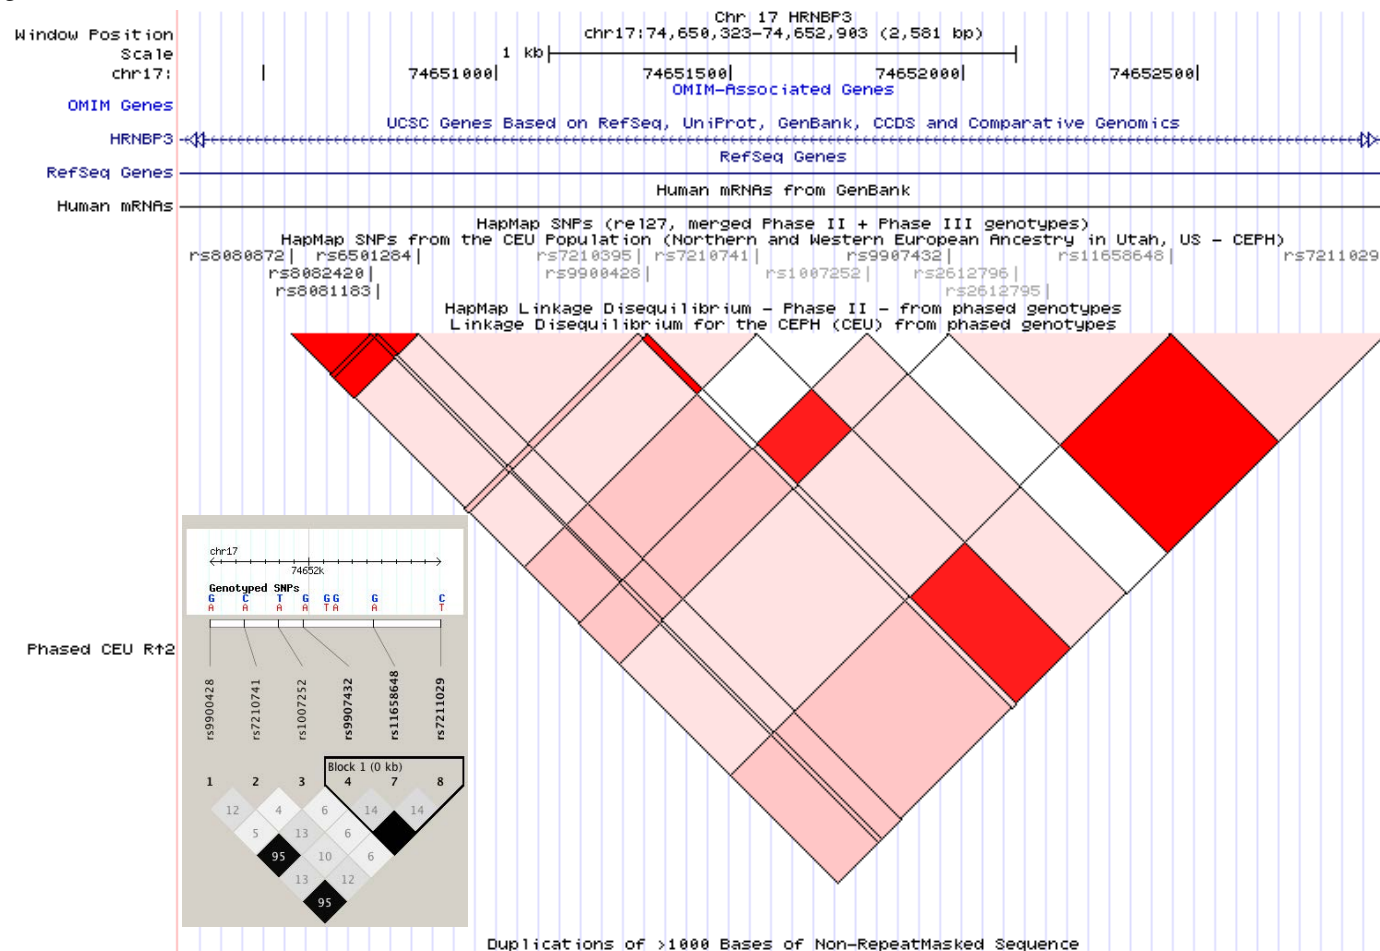 Chr 17 HRNBP3
Window Position chr17:74,650,323-74,652,903 (2,581 bp)
Scale 1 kb
chr17: 74651000 74651500 74652000 74652500
OMIM-Associated Genes
OMIM Genes
UCSC Genes Based on RefSeq, UniProt, GenBank, CCDS and Comparative Genomics
HRNBP3
RefSeq Genes
RefSeq Genes
Human mRNAs from GenBank
Human mRNAs
HapMap SNPs (rel27, merged Phase II + Phase III genotypes)
HapMap SNPs from the CEU Population (Northern and Western European Ancestry in Utah, US - CEPH)
rs8080872 rs6501284 rs7210395 rs7210741 rs9907432 rs11658648 rs7211029
rs8082420 rs9900428 rs1007252 rs2612796
rs8081183 rs2612795
HapMap Linkage Disequilibrium - Phase II - from phased genotypes
Linkage Disequilibrium for the CEPH (CEU) from phased genotypes
chr17
74652k
Genotyped SNPs
G C T G G G G C
A A A A T A A T
Phased CEU R↑2
rs9900428 rs7210741 rs1007252 rs9907432 rs11658648 rs7211029
Block 1 (0 kb)
1 2 3 4 7 8
12 4 6 14 14
5 13 6
95 10 6
13 12
95
Duplications of >1000 Bases of Non-RepeatMasked Sequence